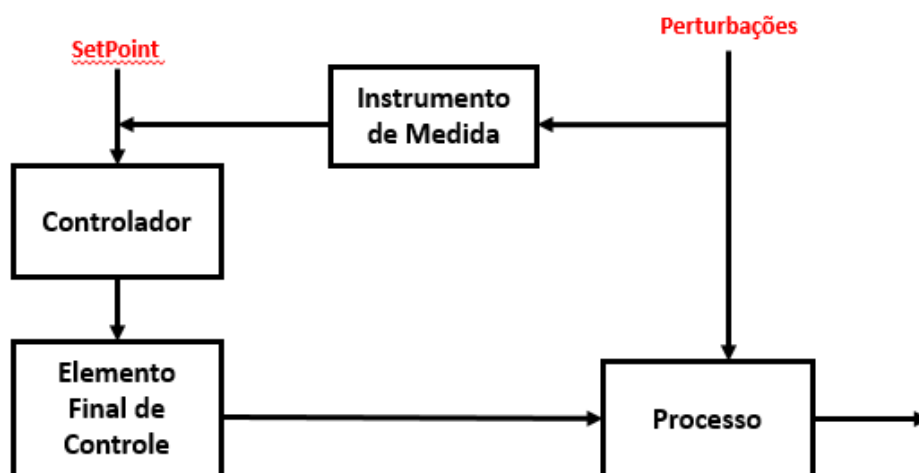 Perturbações
SetPoint
Instrumento
de Medida
Controlador
Elemento
Final de
Controle
Processo